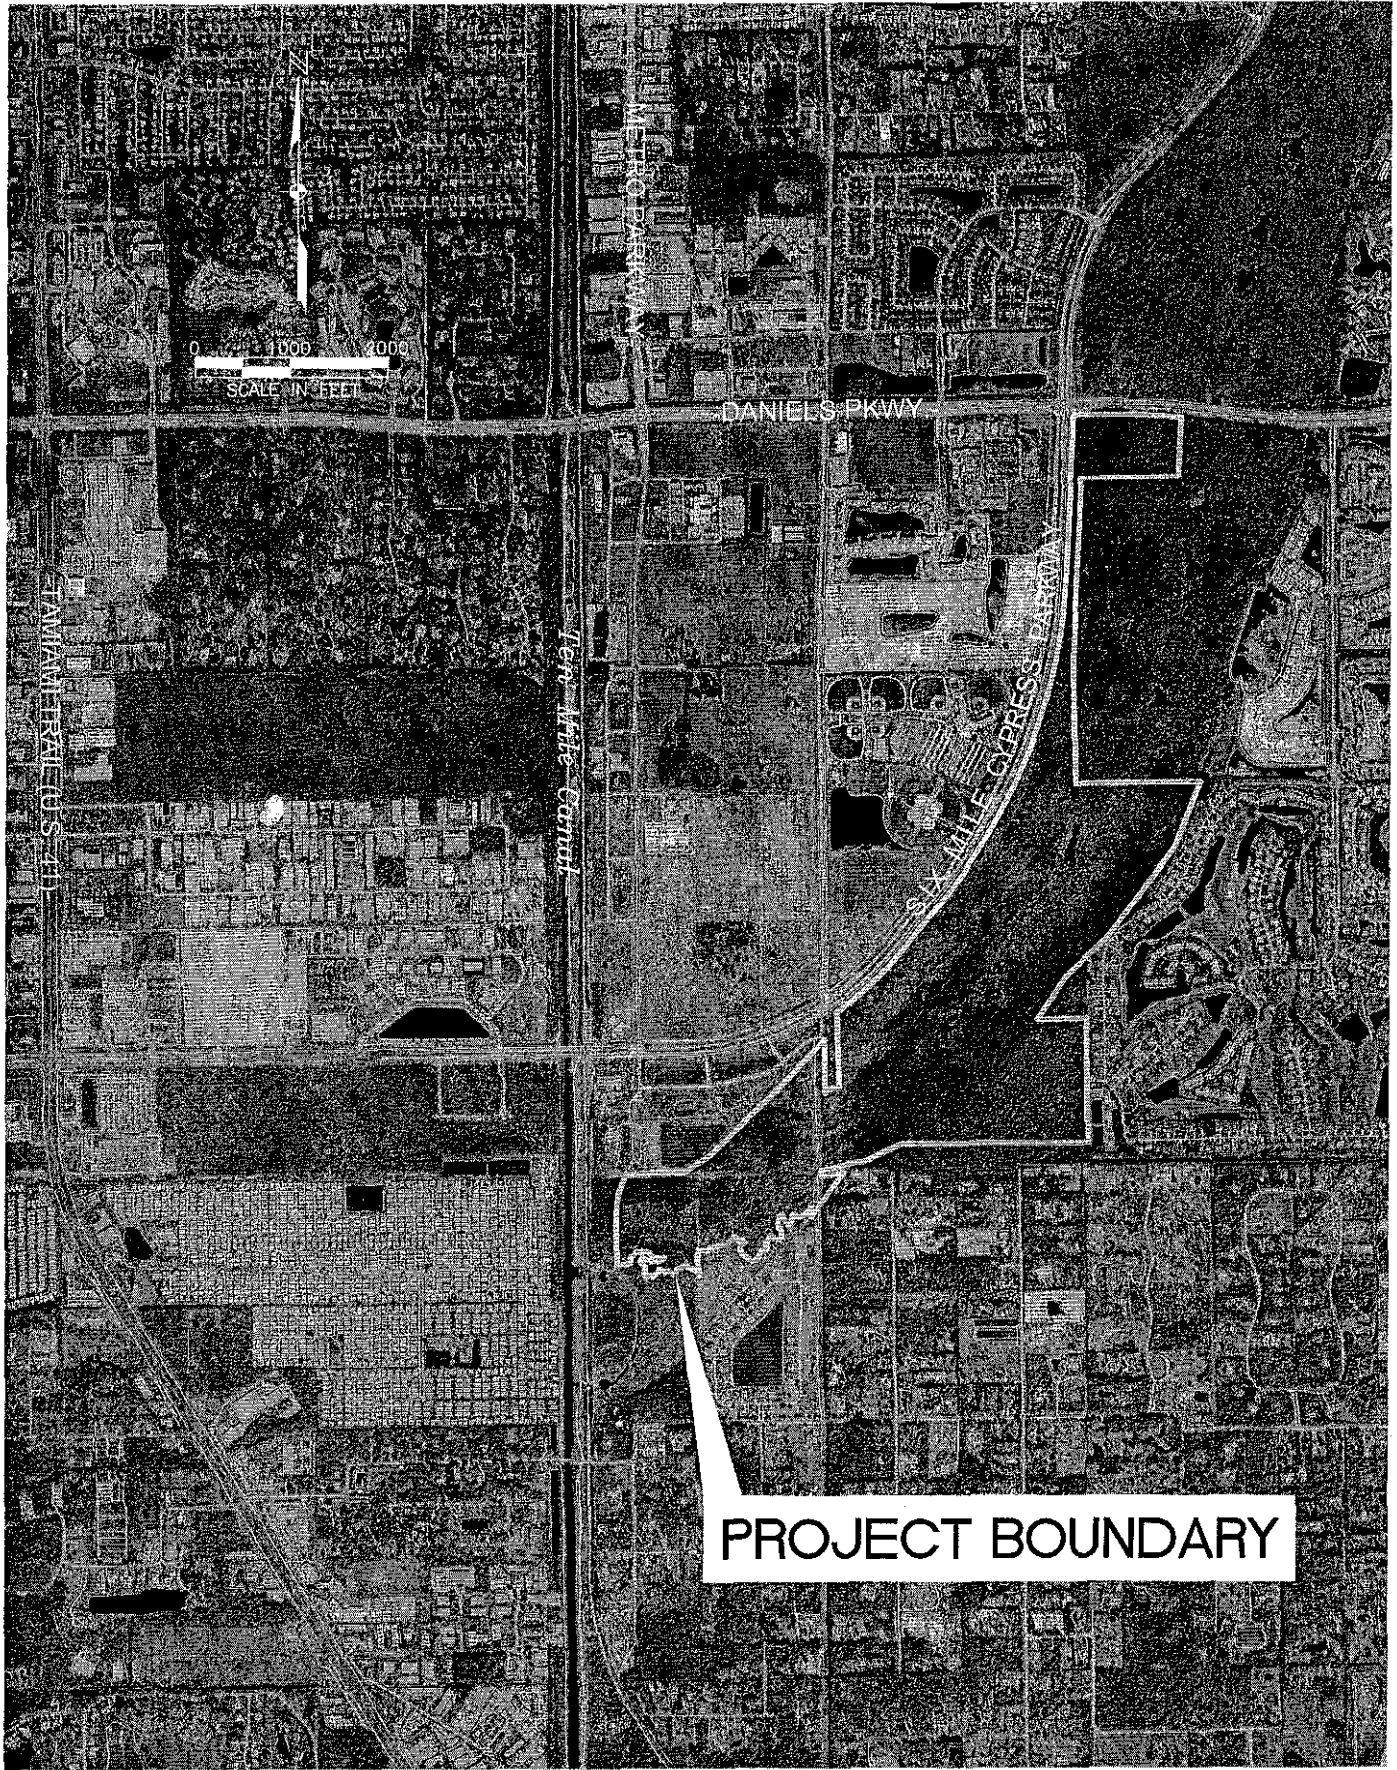 N
METRO PARKWAY
0 1000 2000
SCALE IN FEET
DANIELS PKWY
SIX MILE CYPRESS PARKWAY
TAMIAMI TRAIL (U.S. 41)
Ten Mile Canal
PROJECT BOUNDARY